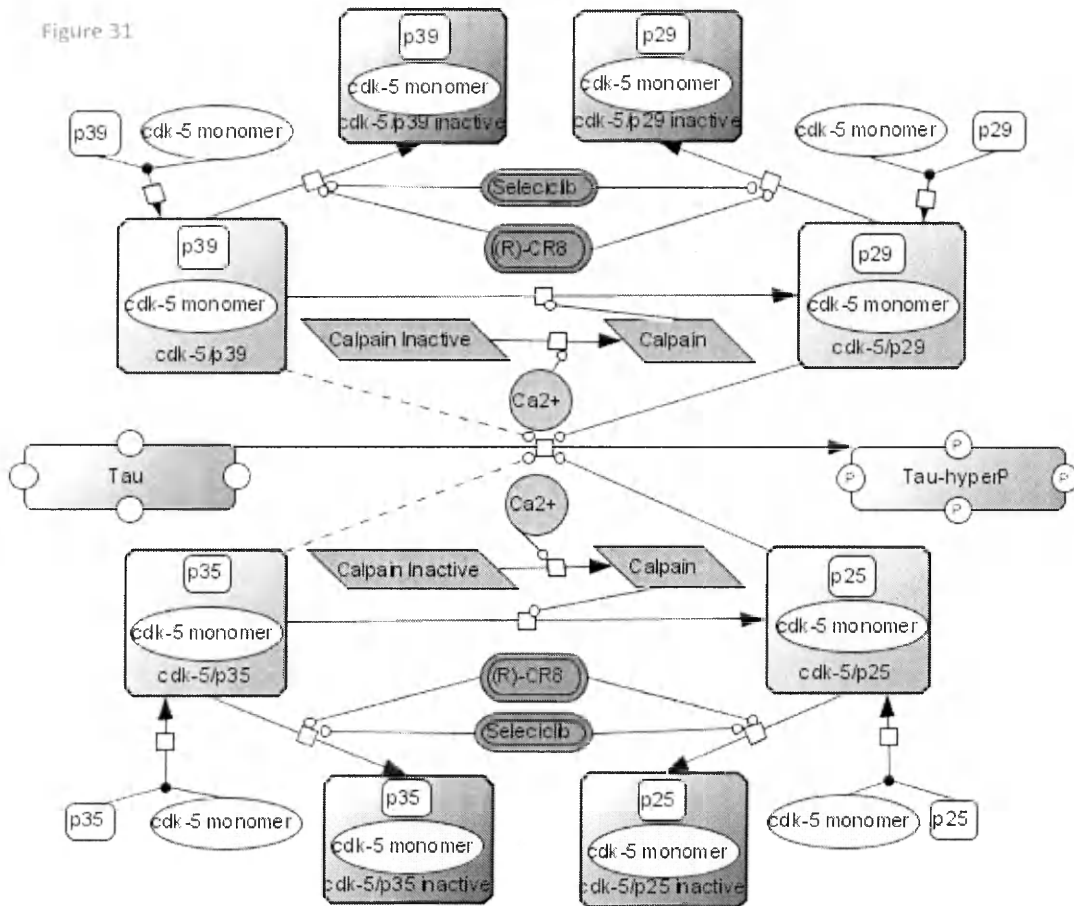 Figure 31
p39
cdk-5 monomer
cdk-5/p39 inactive
p29
cdk-5 monomer
cdk-5/p29 inactive
p39
cdk-5 monomer
cdk-5 monomer
p29
Seleciclib
(R)-CR8
p39
cdk-5 monomer
cdk-5/p39
p29
cdk-5 monomer
cdk-5/p29
Calpain Inactive
Calpain
Ca2+
Tau
Tau-hyperP
P
P
P
P
Ca2+
Calpain Inactive
Calpain
p35
cdk-5 monomer
cdk-5/p35
p25
cdk-5 monomer
cdk-5/p25
(R)-CR8
Seleciclib
p35
cdk-5 monomer
cdk-5 monomer
p25
p35
cdk-5 monomer
cdk-5/p35 inactive
p25
cdk-5 monomer
cdk-5/p25 inactive